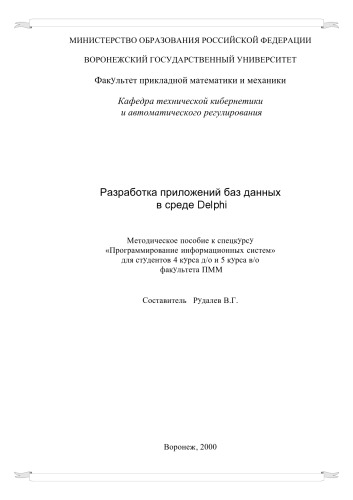 МИНИСТЕРСТВО ОБРАЗОВАНИЯ РОССИЙСКОЙ ФЕДЕРАЦИИ
ВОРОНЕЖСКИЙ ГОСУДАРСТВЕННЫЙ УНИВЕРСИТЕТ
Факультет прикладной математики и механики
Кафедра технической кибернетики
и автоматического регулирования
Разработка приложений баз данных
в среде Delphi
Методическое пособие к спецкурсу
«Программирование информационных систем»
для студентов 4 курса д/о и 5 курса в/о
факультета ПММ
Составитель Рудалев В.Г.
Воронеж, 2000